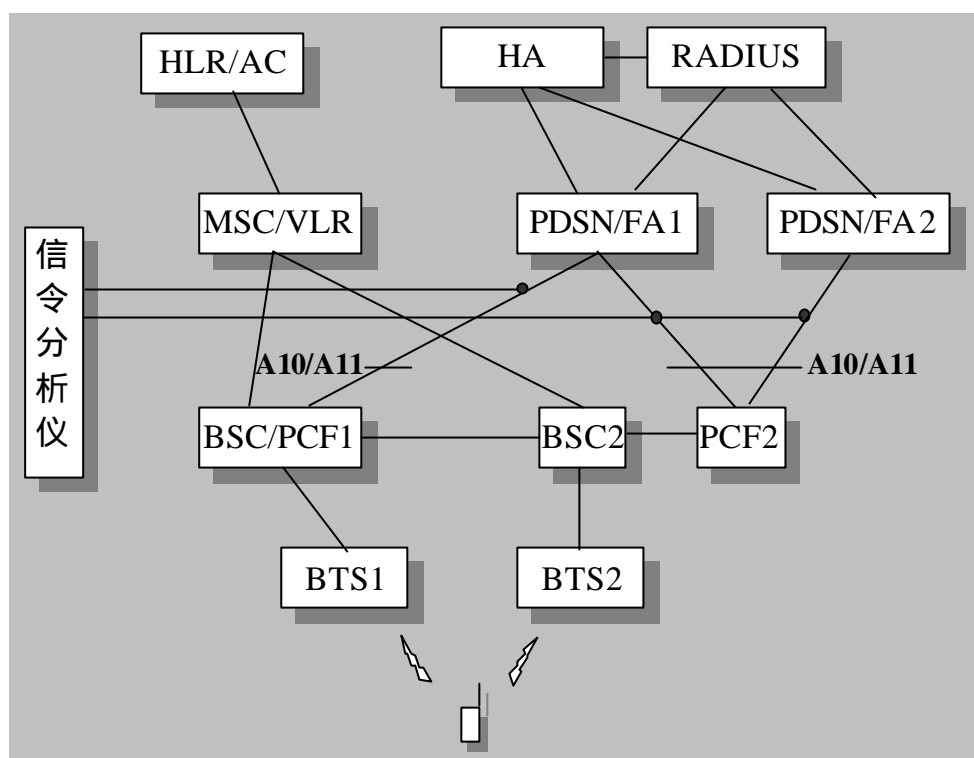 HLR/AC
HA
RADIUS
MSC/VLR
PDSN/FA1
PDSN/FA2
信令分析仪
A10/A11
A10/A11
BSC/PCF1
BSC2
PCF2
BTS1
BTS2